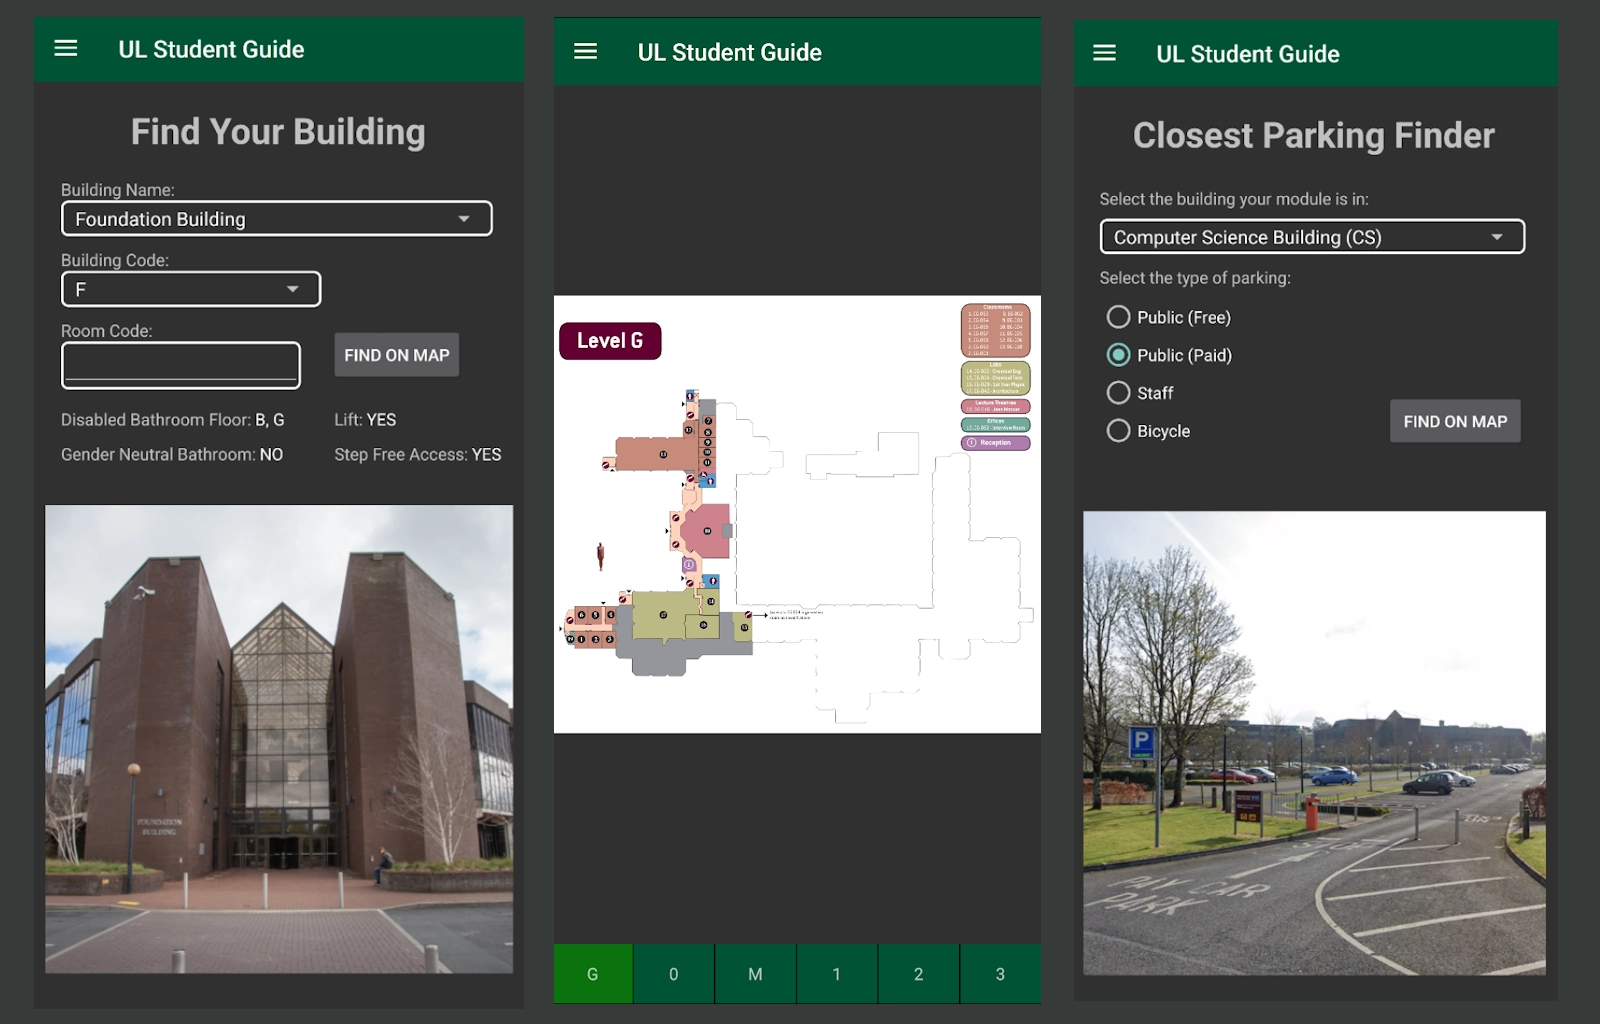 UL Student Guide
Find Your Building
Building Name:
Foundation Building
Building Code:
F
Room Code:
FIND ON MAP
Disabled Bathroom Floor: B, G
Lift: YES
Gender Neutral Bathroom: NO
Step Free Access: YES
FOUNDATION
BUILDING
UL Student Guide
Level G
Classrooms
Labs
Lecture Theatres
Offices
Reception
G
0
M
1
2
3
UL Student Guide
Closest Parking Finder
Select the building your module is in:
Computer Science Building (CS)
Select the type of parking:
Public (Free)
Public (Paid)
Staff
Bicycle
FIND ON MAP
P
PAY CAR
PARK